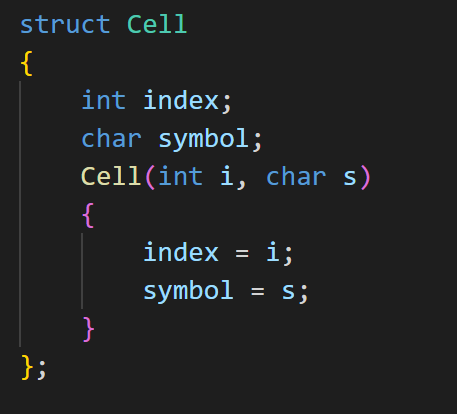 struct Cell
{
    int index;
    char symbol;
    Cell(int i, char s)
    {
        index = i;
        symbol = s;
    }
};